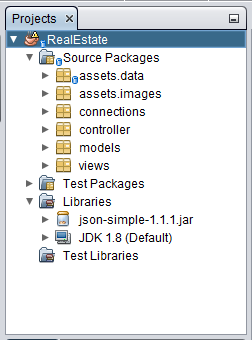 Projects
RealEstate
Source Packages
assets.data
assets.images
connections
controller
models
views
Test Packages
Libraries
json-simple-1.1.1.jar
JDK 1.8 (Default)
Test Libraries